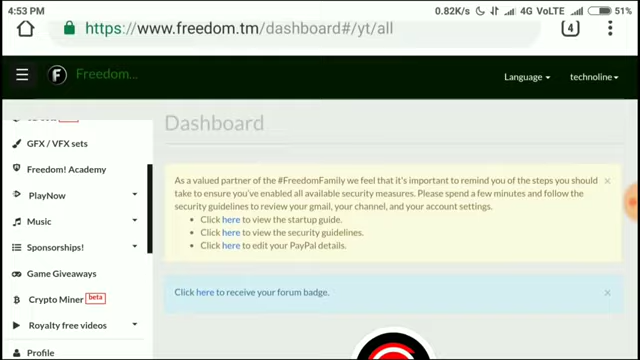 4:53 PM 0.82K/s 4G VoLTE 51%
https://www.freedom.tm/dashboard#/yt/all 4
Freedom... Language technoline
GFX / VFX sets
Freedom! Academy
PlayNow
Music
Sponsorships!
Game Giveaways
Crypto Miner beta
Royalty free videos
Profile
Dashboard
As a valued partner of the #FreedomFamily we feel that it's important to remind you of the steps you should
take to ensure you've enabled all available security measures. Please spend a few minutes and follow the
security guidelines to review your gmail, your channel, and your account settings.
• Click here to view the startup guide.
• Click here to view the security guidelines.
• Click here to edit your PayPal details.
Click here to receive your forum badge.